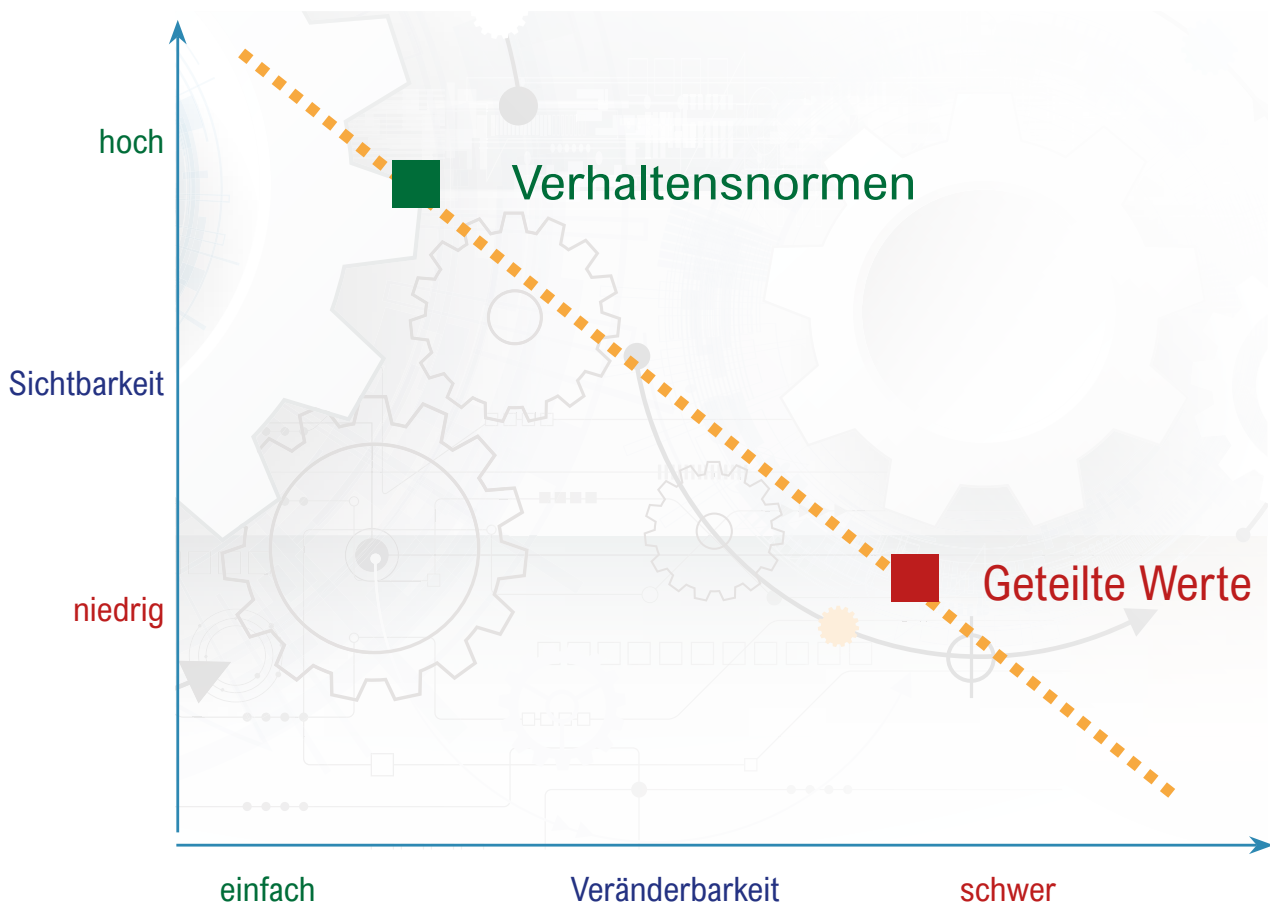 hoch
Verhaltensnormen
Sichtbarkeit
Geteilte Werte
niedrig
einfach
Veränderbarkeit
schwer